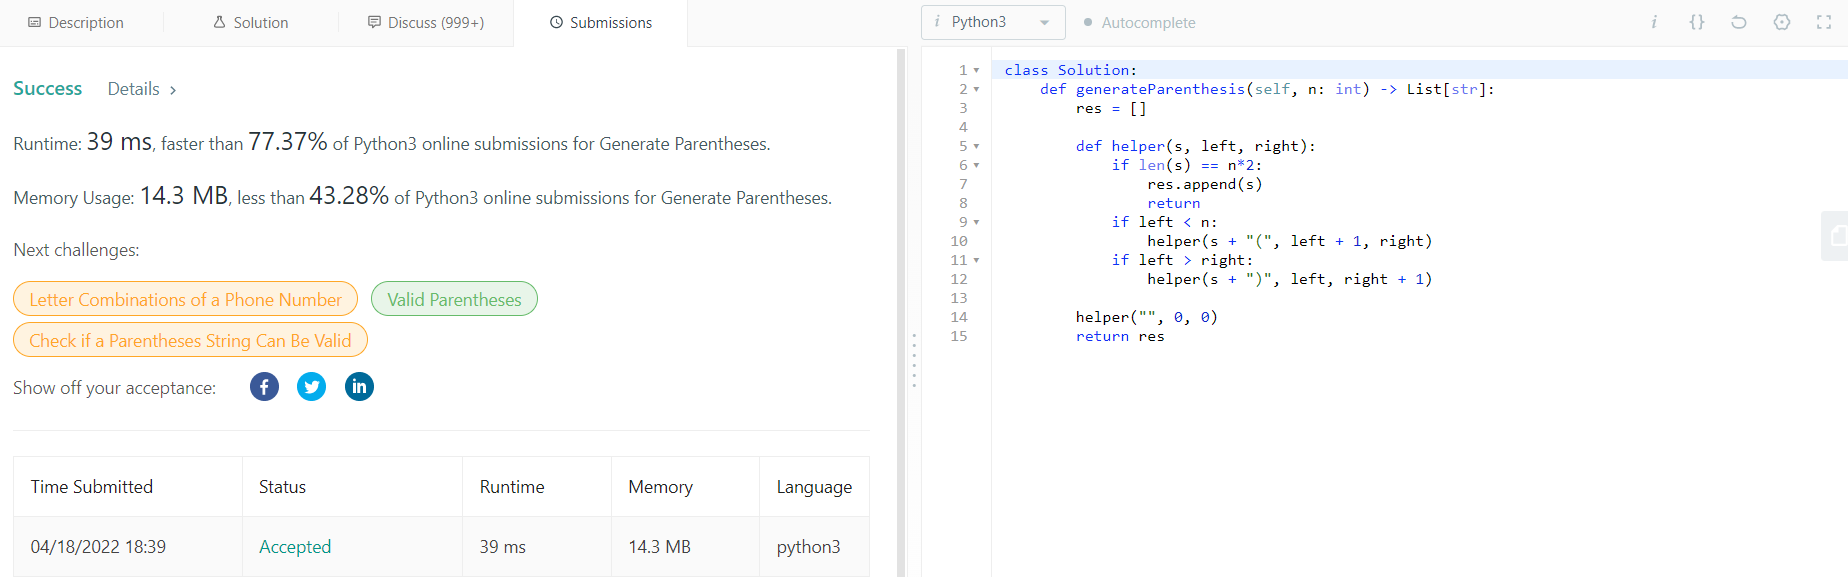 Description Solution Discuss (999+) Submissions
Success Details >
Runtime: 39 ms, faster than 77.37% of Python3 online submissions for Generate Parentheses.
Memory Usage: 14.3 MB, less than 43.28% of Python3 online submissions for Generate Parentheses.
Next challenges:
Letter Combinations of a Phone Number Valid Parentheses
Check if a Parentheses String Can Be Valid
Show off your acceptance: f in
Time Submitted Status Runtime Memory Language
04/18/2022 18:39 Accepted 39 ms 14.3 MB python3
i Python3 Autocomplete i {}
1 class Solution:
2     def generateParenthesis(self, n: int) -> List[str]:
3         res = []
4
5         def helper(s, left, right):
6             if len(s) == n*2:
7                 res.append(s)
8                 return
9             if left < n:
10                 helper(s + "(", left + 1, right)
11             if left > right:
12                 helper(s + ")", left, right + 1)
13
14         helper("", 0, 0)
15         return res